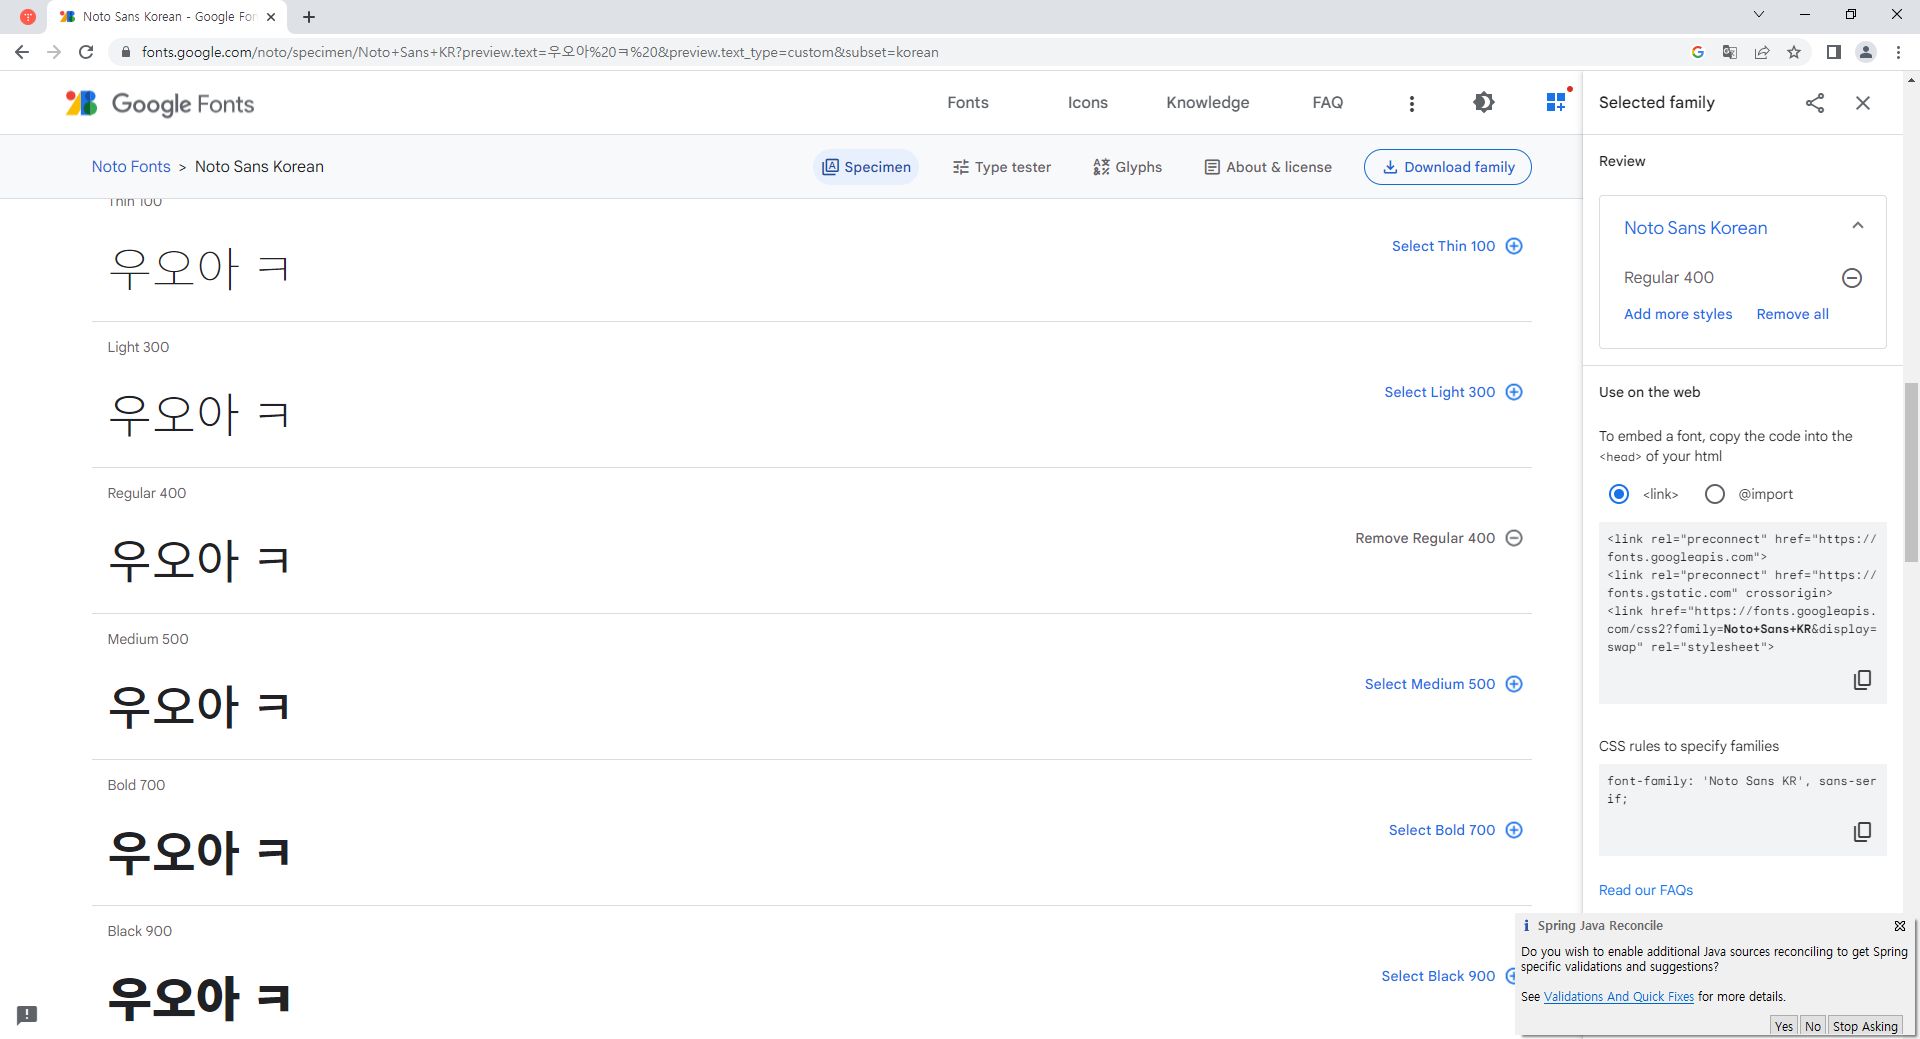 Noto Sans Korean - Google Fon
fonts.google.com/noto/specimen/Noto+Sans+KR?preview.text=우오아%20ㅋ%20&preview.text_type=custom&subset=korean
Google Fonts
Fonts
Icons
Knowledge
FAQ
Noto Fonts > Noto Sans Korean
Specimen
Type tester
Glyphs
About & license
Download family
Thin 100
우오아 ㅋ
Select Thin 100
Light 300
우오아 ㅋ
Select Light 300
Regular 400
우오아 ㅋ
Remove Regular 400
Medium 500
우오아 ㅋ
Select Medium 500
Bold 700
우오아 ㅋ
Select Bold 700
Black 900
우오아 ㅋ
Select Black 900
Selected family
Review
Noto Sans Korean
Regular 400
Add more styles
Remove all
Use on the web
To embed a font, copy the code into the
<head> of your html
<link>
@import
<link rel="preconnect" href="https://
fonts.googleapis.com">
<link rel="preconnect" href="https://
fonts.gstatic.com" crossorigin>
<link href="https://fonts.googleapis.
com/css2?family=Noto+Sans+KR&display=
swap" rel="stylesheet">
CSS rules to specify families
font-family: 'Noto Sans KR', sans-ser
if;
Read our FAQs
Spring Java Reconcile
Do you wish to enable additional Java sources reconciling to get Spring
specific validations and suggestions?
See Validations And Quick Fixes for more details.
Yes
No
Stop Asking